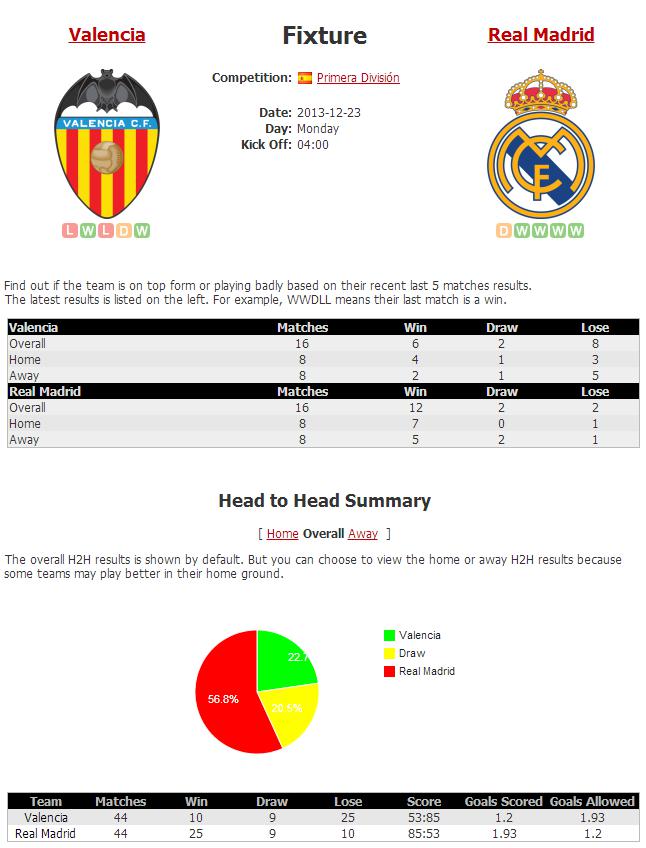 Valencia
Fixture
Real Madrid
Competition: Primera División
Date: 2013-12-23
Day: Monday
Kick Off: 04:00
VALENCIA C.F.
L W L D W
D W W W W
Find out if the team is on top form or playing badly based on their recent last 5 matches results.
The latest results is listed on the left. For example, WWDLL means their last match is a win.
Valencia Matches Win Draw Lose
Overall 16 6 2 8
Home 8 4 1 3
Away 8 2 1 5
Real Madrid Matches Win Draw Lose
Overall 16 12 2 2
Home 8 7 0 1
Away 8 5 2 1
Head to Head Summary
[ Home Overall Away ]
The overall H2H results is shown by default. But you can choose to view the home or away H2H results because
some teams may play better in their home ground.
Valencia
Draw
Real Madrid
22.7
56.8%
20.5%
Team Matches Win Draw Lose Score Goals Scored Goals Allowed
Valencia 44 10 9 25 53:85 1.2 1.93
Real Madrid 44 25 9 10 85:53 1.93 1.2